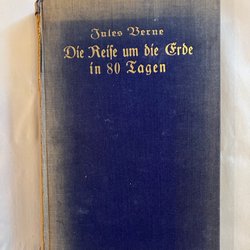 Jules Verne
Die Reise um die Erde
in 80 Tagen